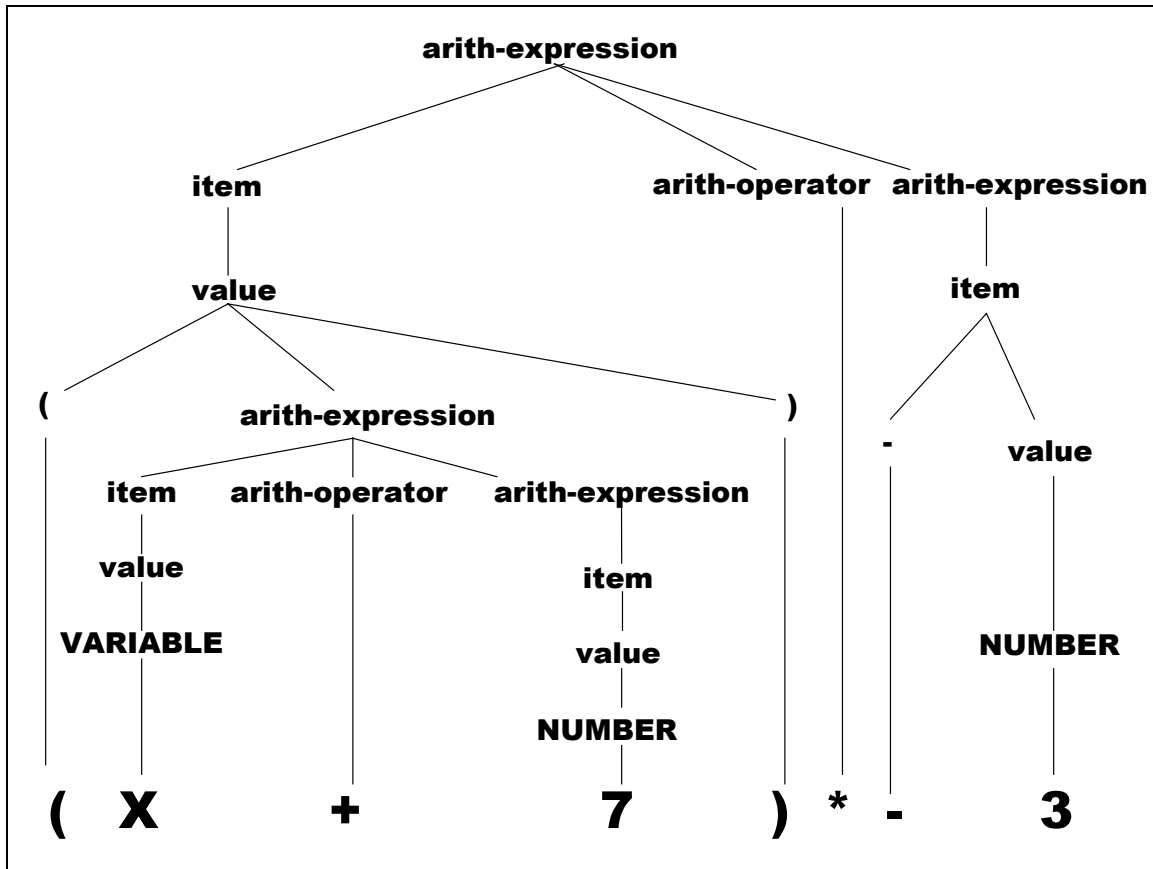 arith-expression
item arith-operator arith-expression
value item
( arith-expression ) - value
item arith-operator arith-expression
value item
VARIABLE value NUMBER
NUMBER
( X + 7 ) * - 3